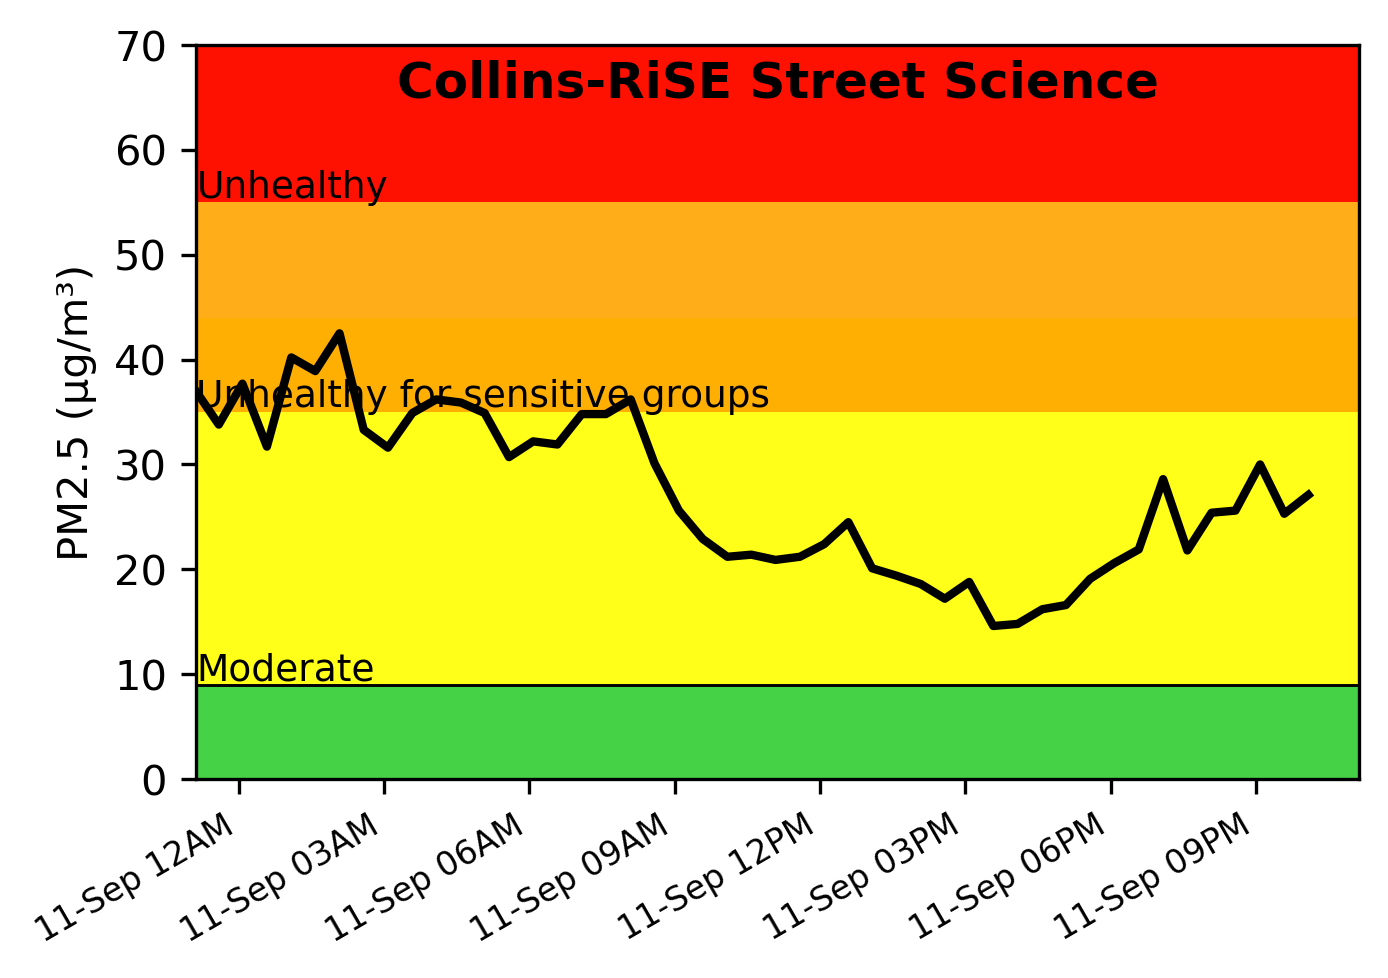 Collins-RiSE Street Science
70
60
Unhealthy
50
40
Unhealthy for sensitive groups
30
20
Moderate
10
0
PM2.5 (µg/m³)
11-Sep 12AM
11-Sep 03AM
11-Sep 06AM
11-Sep 09AM
11-Sep 12PM
11-Sep 03PM
11-Sep 06PM
11-Sep 09PM